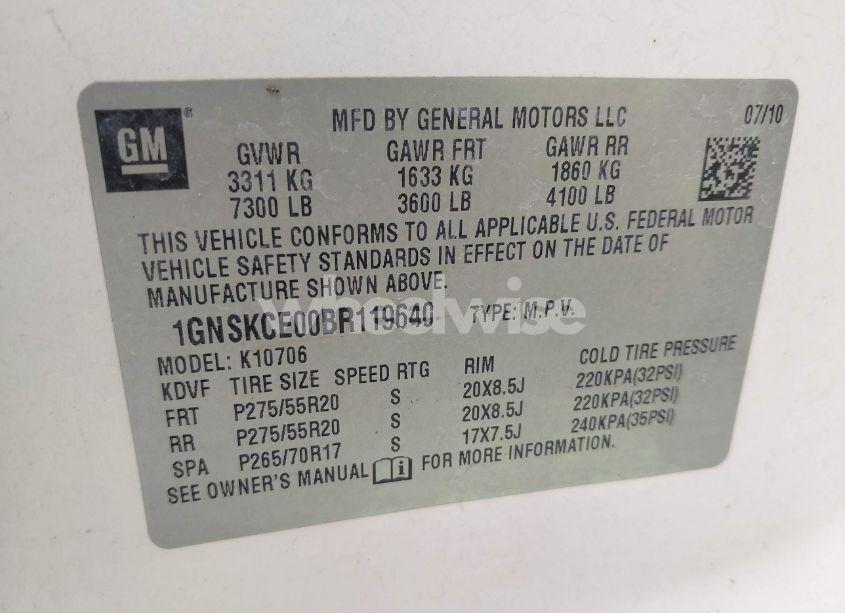 GM ®
MFD BY GENERAL MOTORS LLC 07/10
GVWR GAWR FRT GAWR RR
3311 KG 1633 KG 1860 KG
7300 LB 3600 LB 4100 LB
THIS VEHICLE CONFORMS TO ALL APPLICABLE U.S. FEDERAL MOTOR
VEHICLE SAFETY STANDARDS IN EFFECT ON THE DATE OF
MANUFACTURE SHOWN ABOVE.
wheelwise
1GNSKCE00BR119640 TYPE: M.P.V.
MODEL: K10706
KDVF TIRE SIZE SPEED RTG RIM COLD TIRE PRESSURE
FRT P275/55R20 S 20X8.5J 220KPA(32PSI)
RR P275/55R20 S 20X8.5J 220KPA(32PSI)
SPA P265/70R17 S 17X7.5J 240KPA(35PSI)
SEE OWNER'S MANUAL i FOR MORE INFORMATION.